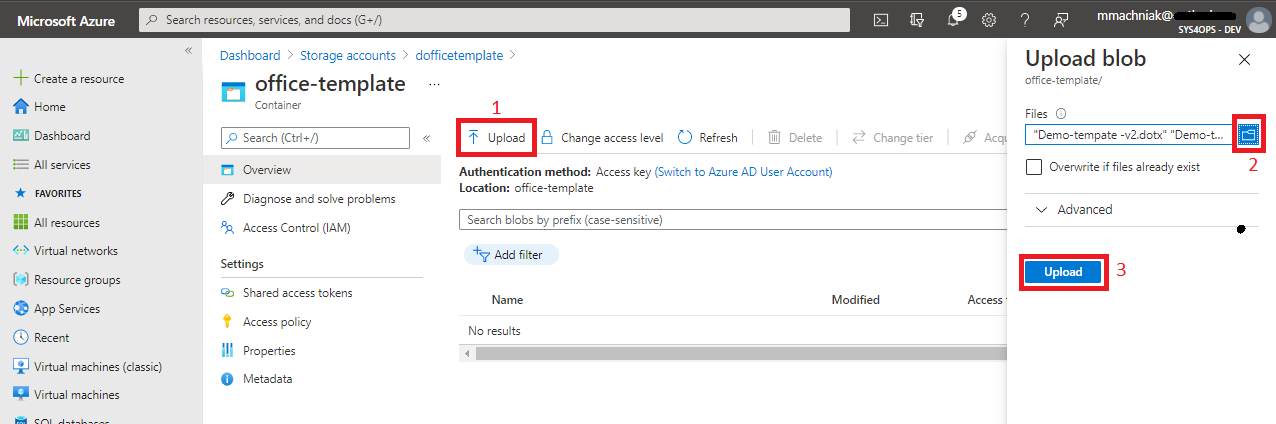 Microsoft Azure
Search resources, services, and docs (G+/)
5
mmachniak@
SYS4OPS - DEV
Create a resource
Home
Dashboard
All services
FAVORITES
All resources
Virtual networks
Resource groups
App Services
Recent
Virtual machines (classic)
Virtual machines
SQL databases
Dashboard > Storage accounts > dofficetemplate >
office-template ...
Container
Search (Ctrl+/)
Overview
Diagnose and solve problems
Access Control (IAM)
Settings
Shared access tokens
Access policy
Properties
Metadata
1
Upload
Change access level
Refresh
Delete
Change tier
Acqu
Authentication method: Access key (Switch to Azure AD User Account)
Location: office-template
Search blobs by prefix (case-sensitive)
Add filter
Name
Modified
Access
No results
Upload blob
office-template/
Files
"Demo-tempate -v2.dotx" "Demo-t...
2
Overwrite if files already exist
Advanced
Upload
3